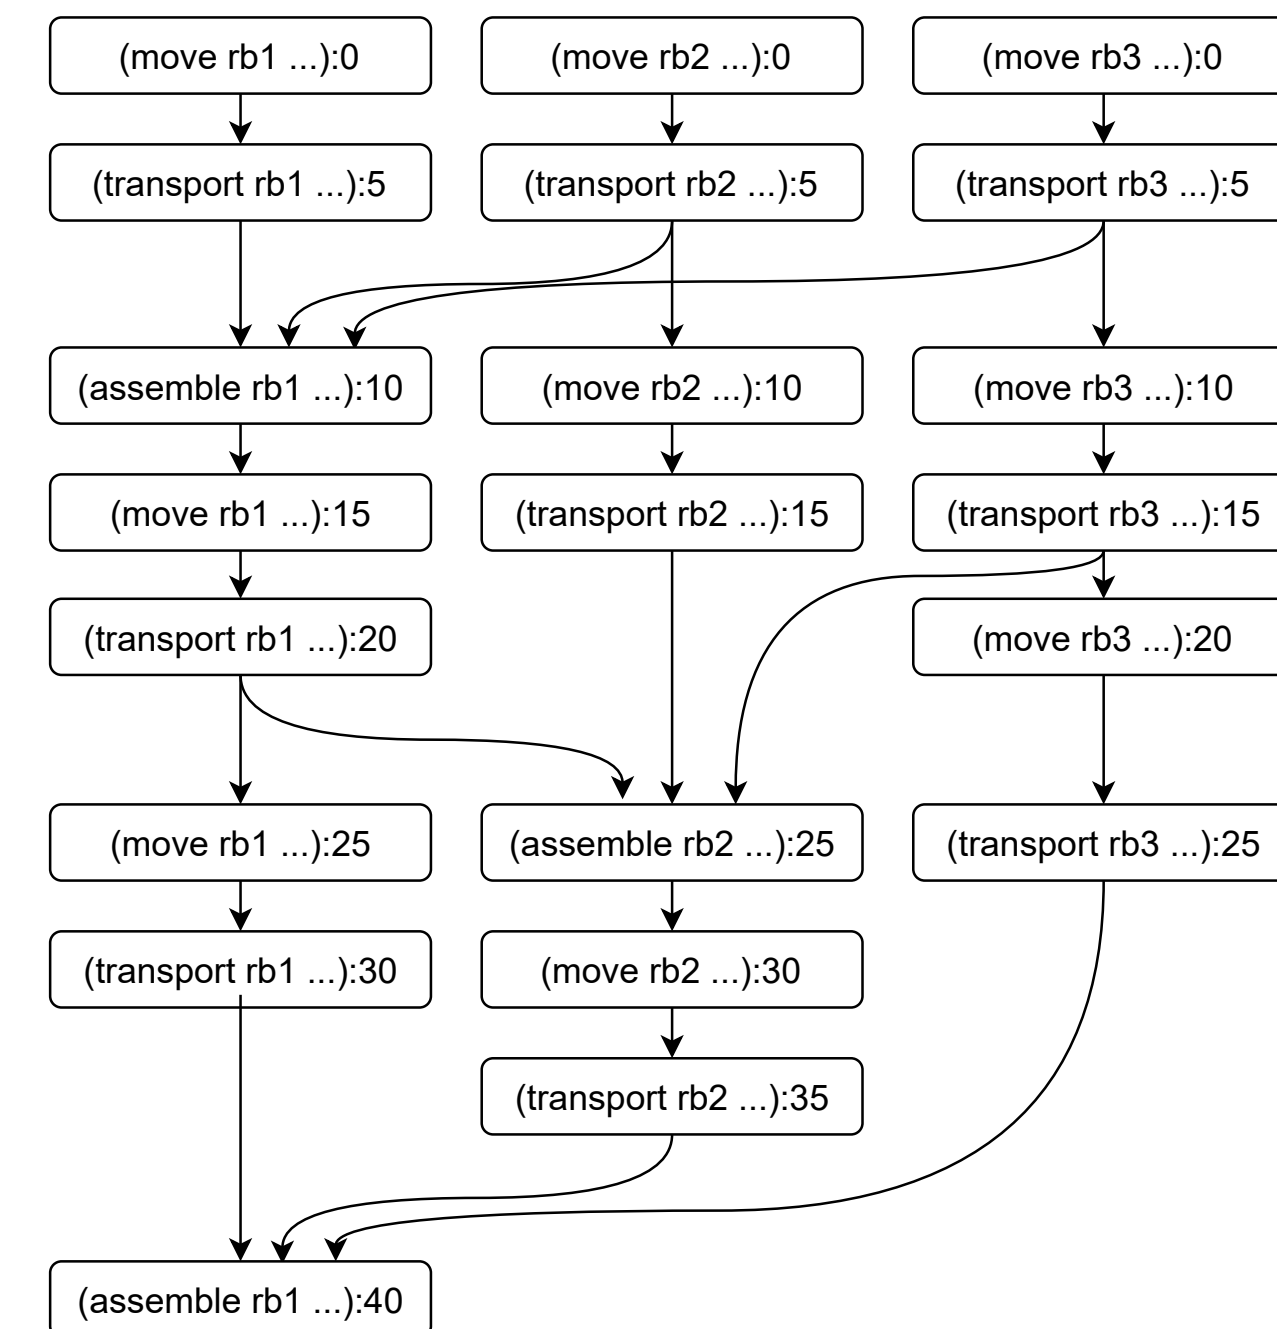 (move rb1 ...):0
(move rb2 ...):0
(move rb3 ...):0
(transport rb1 ...):5
(transport rb2 ...):5
(transport rb3 ...):5
(assemble rb1 ...):10
(move rb2 ...):10
(move rb3 ...):10
(move rb1 ...):15
(transport rb2 ...):15
(transport rb3 ...):15
(transport rb1 ...):20
(move rb3 ...):20
(move rb1 ...):25
(assemble rb2 ...):25
(transport rb3 ...):25
(transport rb1 ...):30
(move rb2 ...):30
(transport rb2 ...):35
(assemble rb1 ...):40